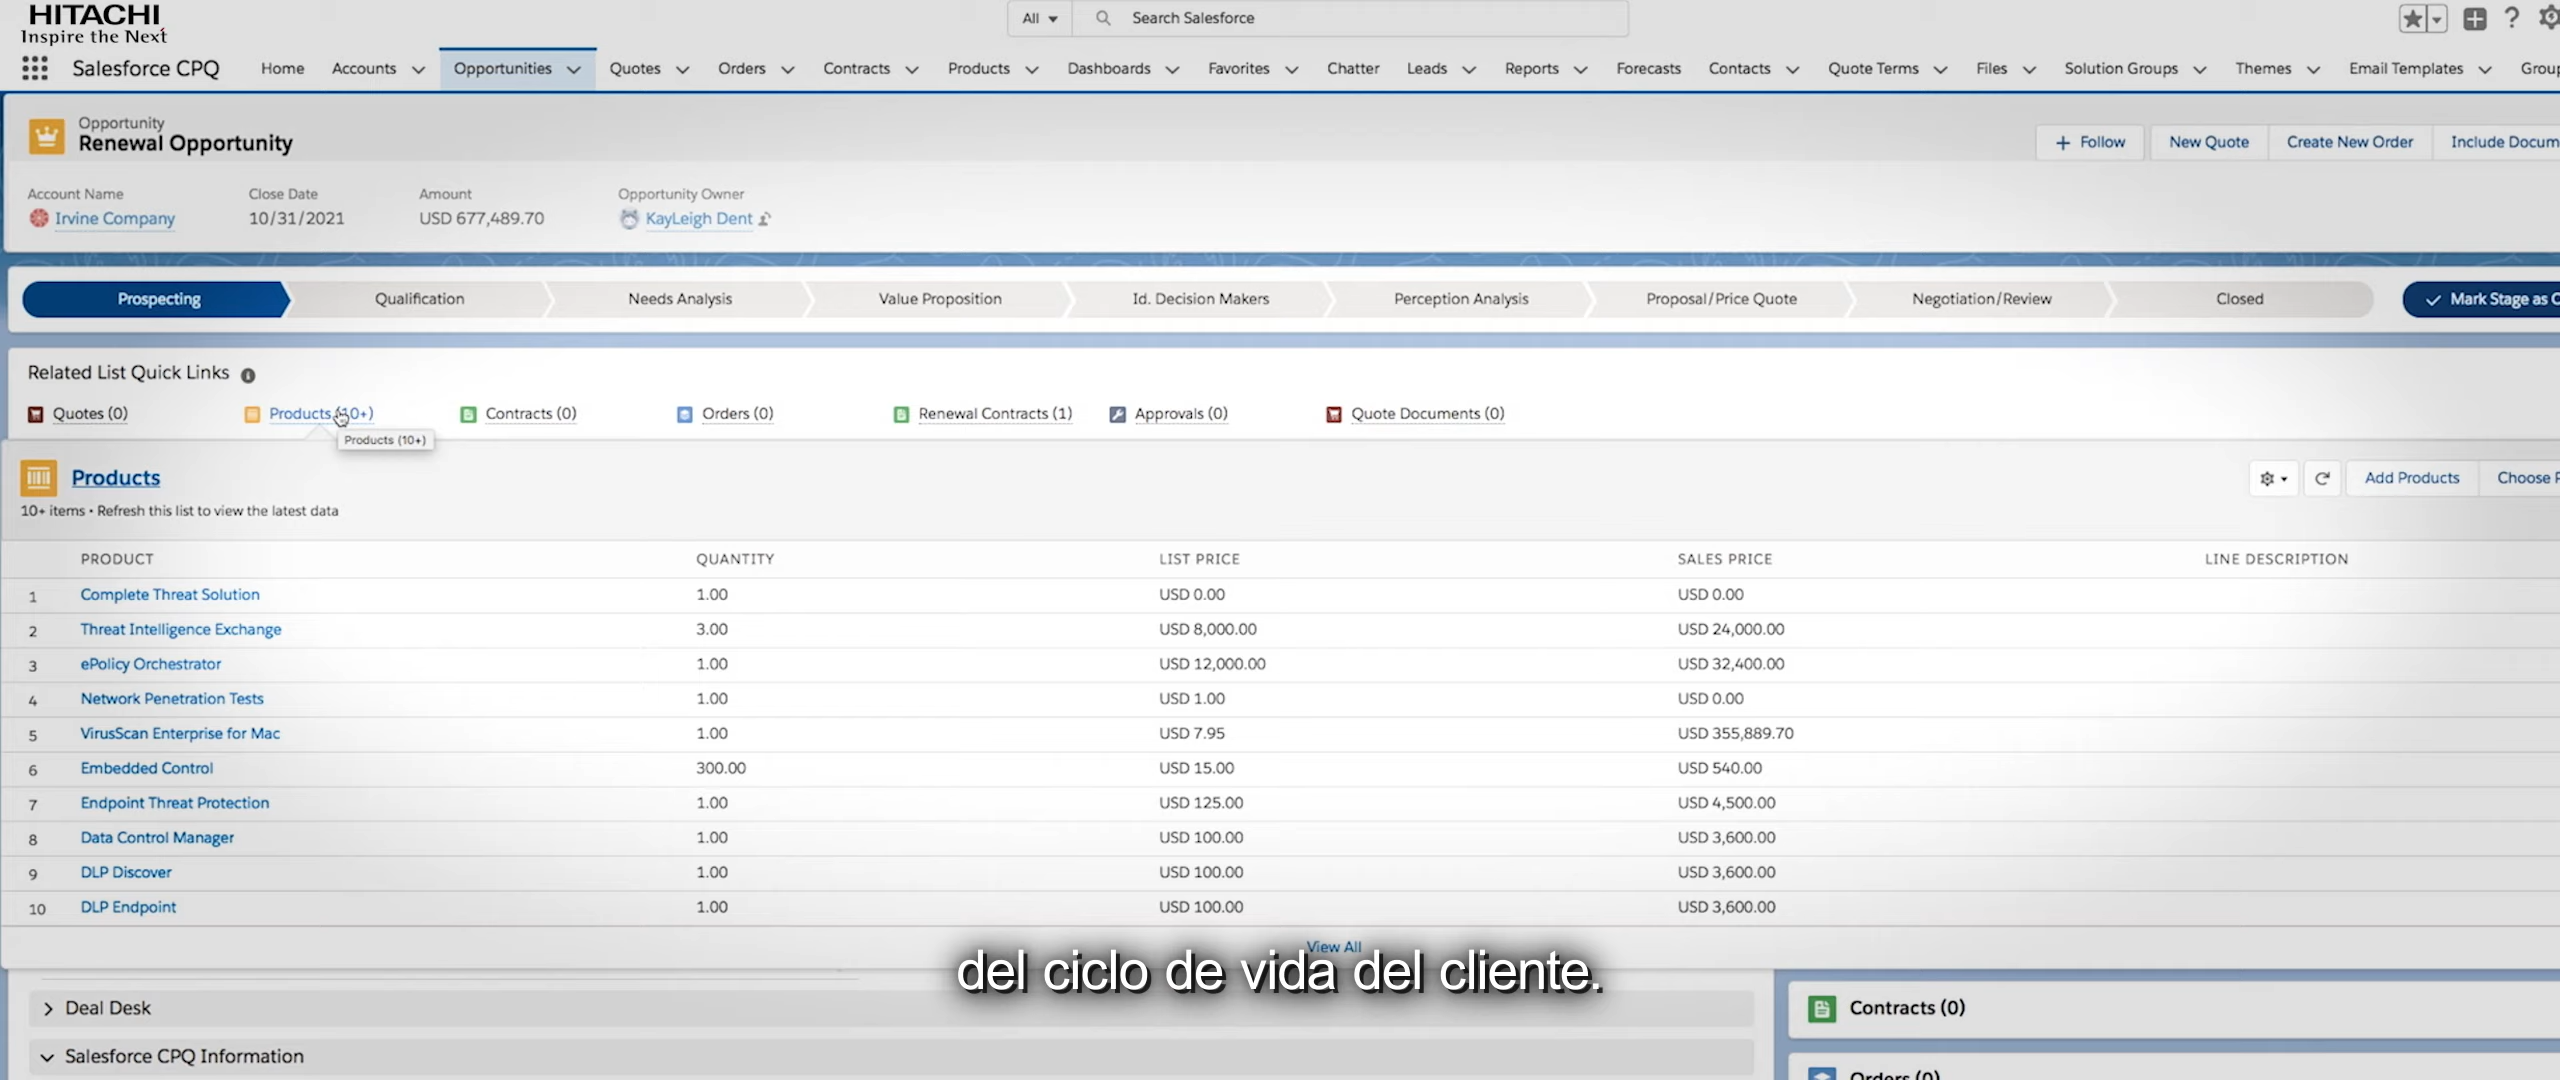 HITACHI
Inspire the Next
All
Search Salesforce
Salesforce CPQ Home Accounts Opportunities Quotes Orders Contracts Products Dashboards Favorites Chatter Leads Reports Forecasts Contacts Quote Terms Files Solution Groups Themes Email Templates
Opportunity
Renewal Opportunity
+ Follow New Quote Create New Order Include
Account Name Close Date Amount Opportunity Owner
Irvine Company 10/31/2021 USD 677,489.70 KayLeigh Dent
Prospecting Qualification Needs Analysis Value Proposition Id. Decision Makers Perception Analysis Proposal/Price Quote Negotiation/Review Closed Mark Stage as
Related List Quick Links
Quotes (0) Products (10+) Contracts (0) Orders (0) Renewal Contracts (1) Approvals (0) Quote Documents (0)
Products (10+)
Products
Add Products Choose
10+ items • Refresh this list to view the latest data
PRODUCT QUANTITY LIST PRICE SALES PRICE LINE DESCRIPTION
1 Complete Threat Solution 1.00 USD 0.00 USD 0.00
2 Threat Intelligence Exchange 3.00 USD 8,000.00 USD 24,000.00
3 ePolicy Orchestrator 1.00 USD 12,000.00 USD 32,400.00
4 Network Penetration Tests 1.00 USD 1.00 USD 0.00
5 VirusScan Enterprise for Mac 1.00 USD 7.95 USD 355,889.70
6 Embedded Control 300.00 USD 15.00 USD 540.00
7 Endpoint Threat Protection 1.00 USD 125.00 USD 4,500.00
8 Data Control Manager 1.00 USD 100.00 USD 3,600.00
9 DLP Discover 1.00 USD 100.00 USD 3,600.00
10 DLP Endpoint 1.00 USD 100.00 USD 3,600.00
View All
del ciclo de vida del cliente.
Deal Desk
Contracts (0)
Salesforce CPQ Information
Orders (0)